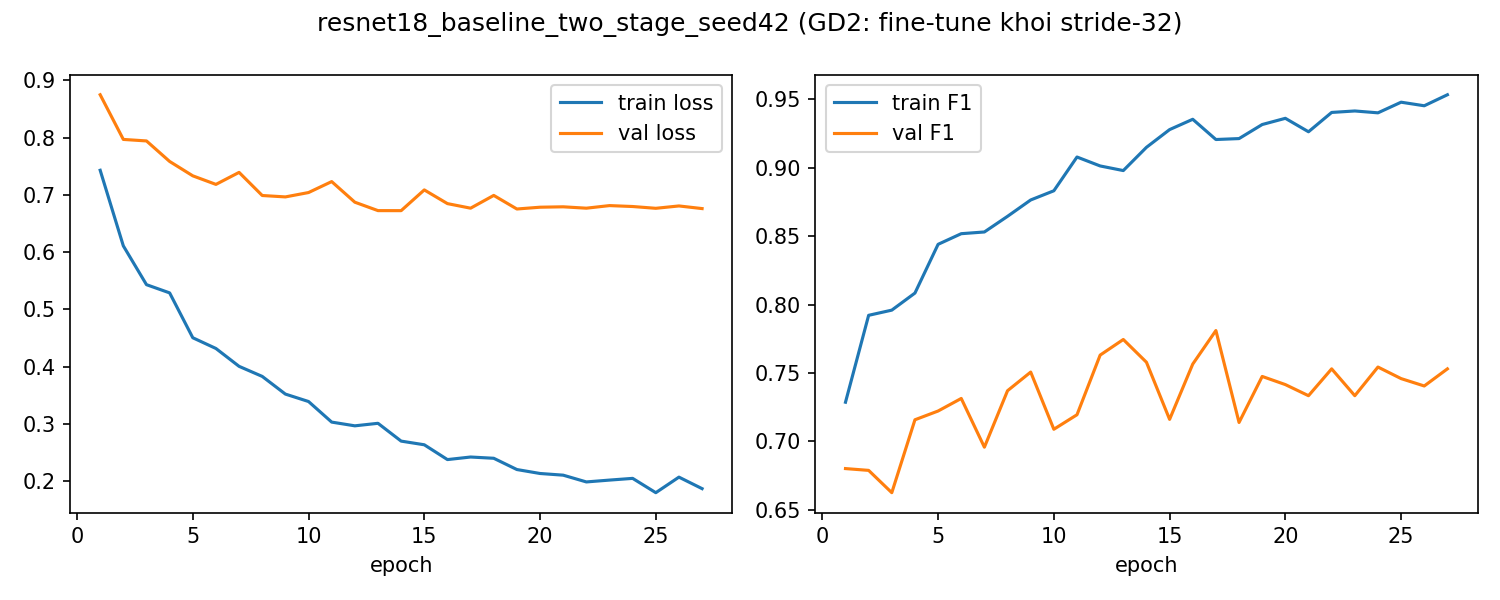 resnet18_baseline_two_stage_seed42 (GD2: fine-tune khoi stride-32)
0.9
0.8
0.7
0.6
0.5
0.4
0.3
0.2
train loss
val loss
0 5 10 15 20 25
epoch
0.95
0.90
0.85
0.80
0.75
0.70
0.65
train F1
val F1
0 5 10 15 20 25
epoch